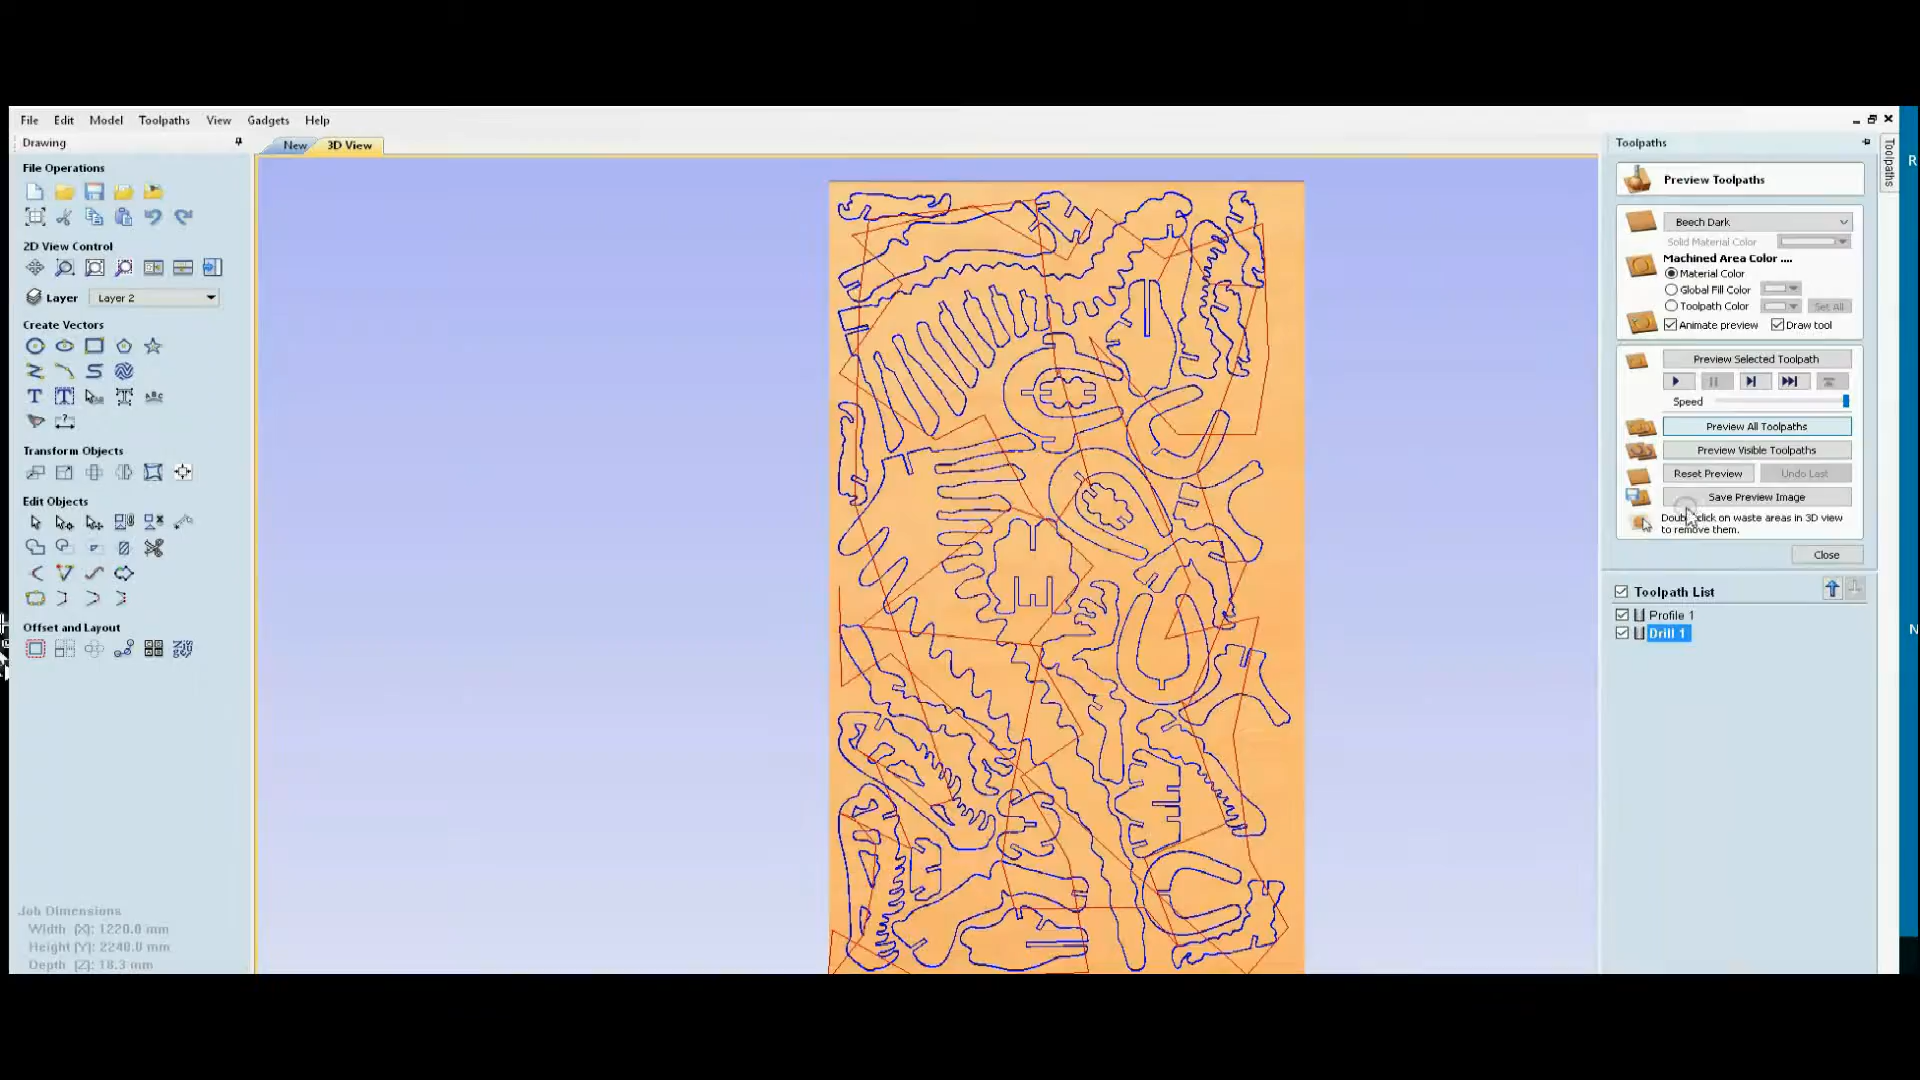 File Edit Model Toolpaths View Gadgets Help
Drawing
New 3D View
Toolpaths
Toolpaths
R
File Operations
2D View Control
Layer Layer 2
Create Vectors
Transform Objects
Edit Objects
Offset and Layout
Job Dimensions
Width (X): 1220.0 mm
Height (Y): 2240.0 mm
Depth (Z): 18.3 mm
Preview Toolpaths
Beech Dark
Solid Material Color
Machined Area Color ....
Material Color
Global Fill Color
Toolpath Color Set All
Animate preview Draw tool
Preview Selected Toolpath
Speed
Preview All Toolpaths
Preview Visible Toolpaths
Reset Preview Undo Last
Save Preview Image
Double click on waste areas in 3D view
to remove them.
Close
Toolpath List
Profile 1
Drill 1
N